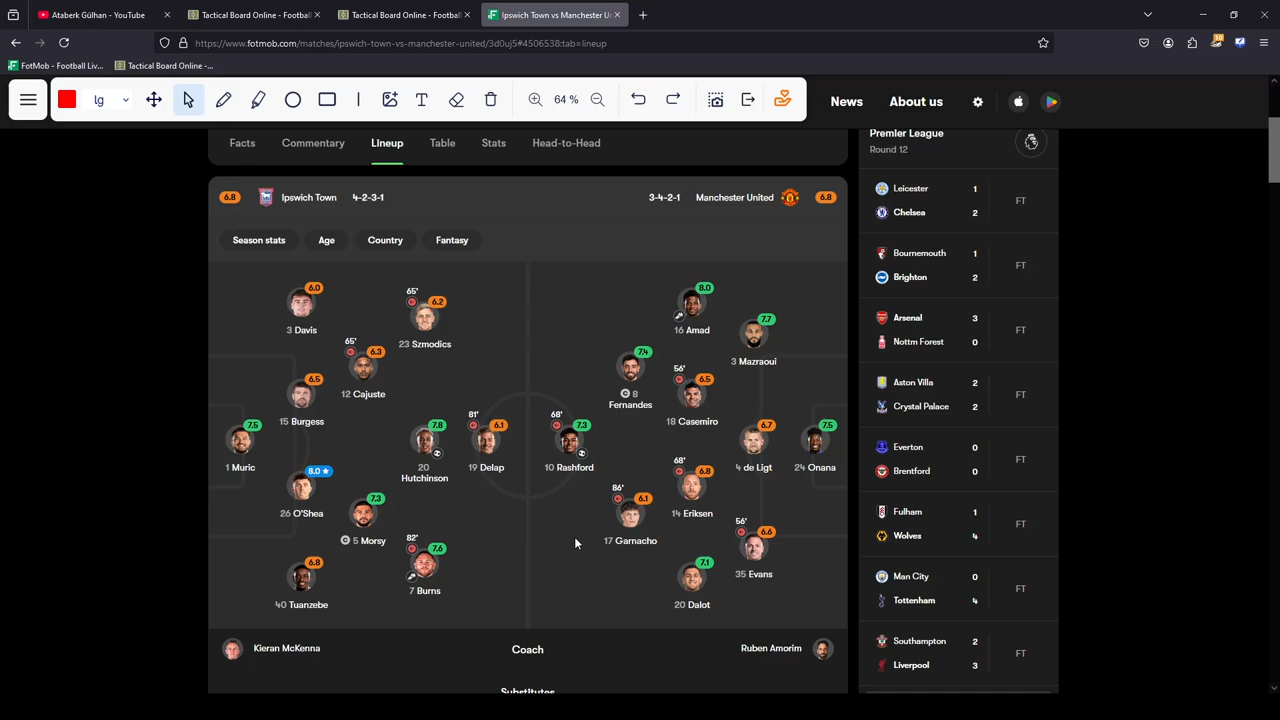 Ataberk Gülhan - YouTube
Tactical Board Online - Footbal
Tactical Board Online - Footbal
Ipswich Town vs Manchester U
https://www.fotmob.com/matches/ipswich-town-vs-manchester-united/3d0uj5#4506538:tab=lineup
10
FotMob - Football Liv...
Tactical Board Online -...
lg
T
64 %
News
About us
Facts
Commentary
Lineup
Table
Stats
Head-to-Head
6.8
Ipswich Town
4-2-3-1
3-4-2-1
Manchester United
6.8
Season stats
Age
Country
Fantasy
6.0
3 Davis
65'
6.2
23 Szmodics
65'
6.3
12 Cajuste
6.5
15 Burgess
7.5
1 Muric
7.8
20
Hutchinson
81'
6.1
19 Delap
8.0
26 O'Shea
7.3
C 5 Morsy
82'
7.6
7 Burns
6.8
40 Tuanzebe
8.0
16 Amad
7.7
3 Mazraoui
7.4
C 8
Fernandes
56'
6.5
18 Casemiro
68'
7.3
10 Rashford
6.7
4 de Ligt
7.5
24 Onana
68'
6.8
14 Eriksen
86'
6.1
17 Garnacho
56'
6.6
35 Evans
7.1
20 Dalot
Kieran McKenna
Coach
Ruben Amorim
Substitutes
Premier League
Round 12
Leicester 1
FT
Chelsea 2
Bournemouth 1
FT
Brighton 2
Arsenal 3
FT
Nottm Forest 0
Aston Villa 2
FT
Crystal Palace 2
Everton 0
FT
Brentford 0
Fulham 1
FT
Wolves 4
Man City 0
FT
Tottenham 4
Southampton 2
FT
Liverpool 3